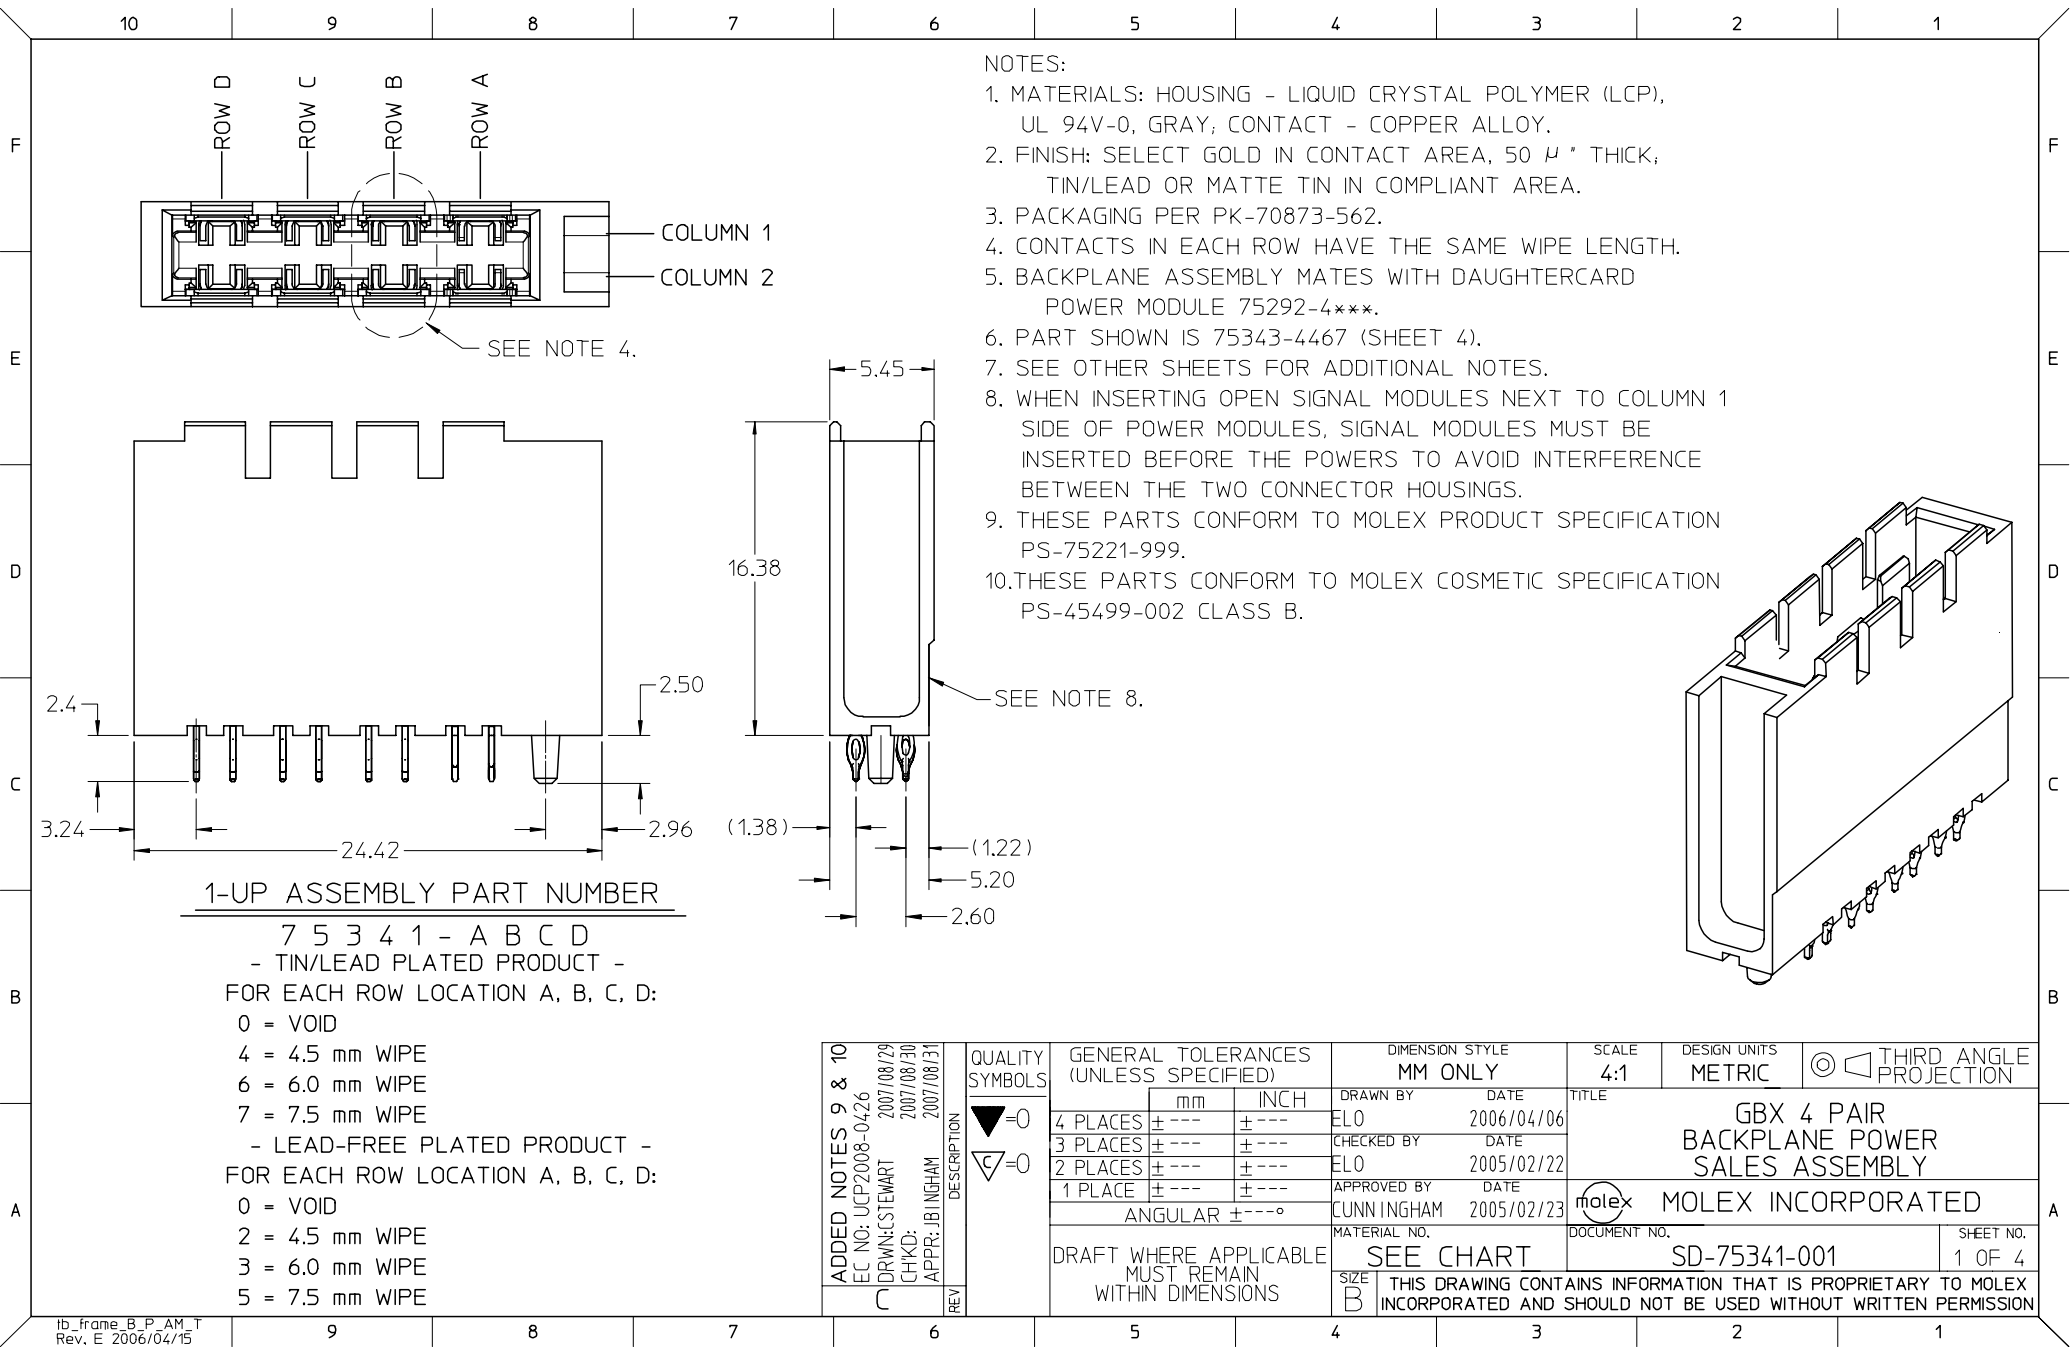 10 9 8 7 6 5 4 3 2 1
F
E
D
C
B
A
ROW D
ROW C
ROW B
ROW A
COLUMN 1
COLUMN 2
SEE NOTE 4.
NOTES:
1. MATERIALS: HOUSING - LIQUID CRYSTAL POLYMER (LCP),
UL 94V-0, GRAY; CONTACT - COPPER ALLOY.
2. FINISH: SELECT GOLD IN CONTACT AREA, 50 μ " THICK;
TIN/LEAD OR MATTE TIN IN COMPLIANT AREA.
3. PACKAGING PER PK-70873-562.
4. CONTACTS IN EACH ROW HAVE THE SAME WIPE LENGTH.
5. BACKPLANE ASSEMBLY MATES WITH DAUGHTERCARD
POWER MODULE 75292-4***.
6. PART SHOWN IS 75343-4467 (SHEET 4).
7. SEE OTHER SHEETS FOR ADDITIONAL NOTES.
8. WHEN INSERTING OPEN SIGNAL MODULES NEXT TO COLUMN 1
SIDE OF POWER MODULES, SIGNAL MODULES MUST BE
INSERTED BEFORE THE POWERS TO AVOID INTERFERENCE
BETWEEN THE TWO CONNECTOR HOUSINGS.
9. THESE PARTS CONFORM TO MOLEX PRODUCT SPECIFICATION
PS-75221-999.
10.THESE PARTS CONFORM TO MOLEX COSMETIC SPECIFICATION
PS-45499-002 CLASS B.
5.45
16.38
SEE NOTE 8.
2.4
2.50
3.24
24.42
2.96
(1.38)
(1.22)
5.20
2.60
1-UP ASSEMBLY PART NUMBER
7 5 3 4 1 - A B C D
- TIN/LEAD PLATED PRODUCT -
FOR EACH ROW LOCATION A, B, C, D:
0 = VOID
4 = 4.5 mm WIPE
6 = 6.0 mm WIPE
7 = 7.5 mm WIPE
- LEAD-FREE PLATED PRODUCT -
FOR EACH ROW LOCATION A, B, C, D:
0 = VOID
2 = 4.5 mm WIPE
3 = 6.0 mm WIPE
5 = 7.5 mm WIPE
ADDED NOTES 9 & 10
EC NO: UCP2008-0426
DRWN:CSTEWART 2007/08/29
CH'KD: 2007/08/30
APPR:JBINGHAM 2007/08/31
DESCRIPTION
C
REV
QUALITY
SYMBOLS
=0
C =0
GENERAL TOLERANCES
(UNLESS SPECIFIED)
mm INCH
4 PLACES ± --- ± ---
3 PLACES ± --- ± ---
2 PLACES ± --- ± ---
1 PLACE ± --- ± ---
ANGULAR ±---°
DRAFT WHERE APPLICABLE
MUST REMAIN
WITHIN DIMENSIONS
DIMENSION STYLE
MM ONLY
SCALE
4:1
DESIGN UNITS
METRIC
THIRD ANGLE
PROJECTION
DRAWN BY DATE
ELO 2006/04/06
CHECKED BY DATE
ELO 2005/02/22
APPROVED BY DATE
CUNNINGHAM 2005/02/23
TITLE
GBX 4 PAIR
BACKPLANE POWER
SALES ASSEMBLY
molex MOLEX INCORPORATED
MATERIAL NO.
SEE CHART
DOCUMENT NO.
SD-75341-001
SHEET NO.
1 OF 4
SIZE
B
THIS DRAWING CONTAINS INFORMATION THAT IS PROPRIETARY TO MOLEX
INCORPORATED AND SHOULD NOT BE USED WITHOUT WRITTEN PERMISSION
F
E
D
C
B
A
tb_frame_B_P_AM_T
Rev. E 2006/04/15
9 8 7 6 5 4 3 2 1